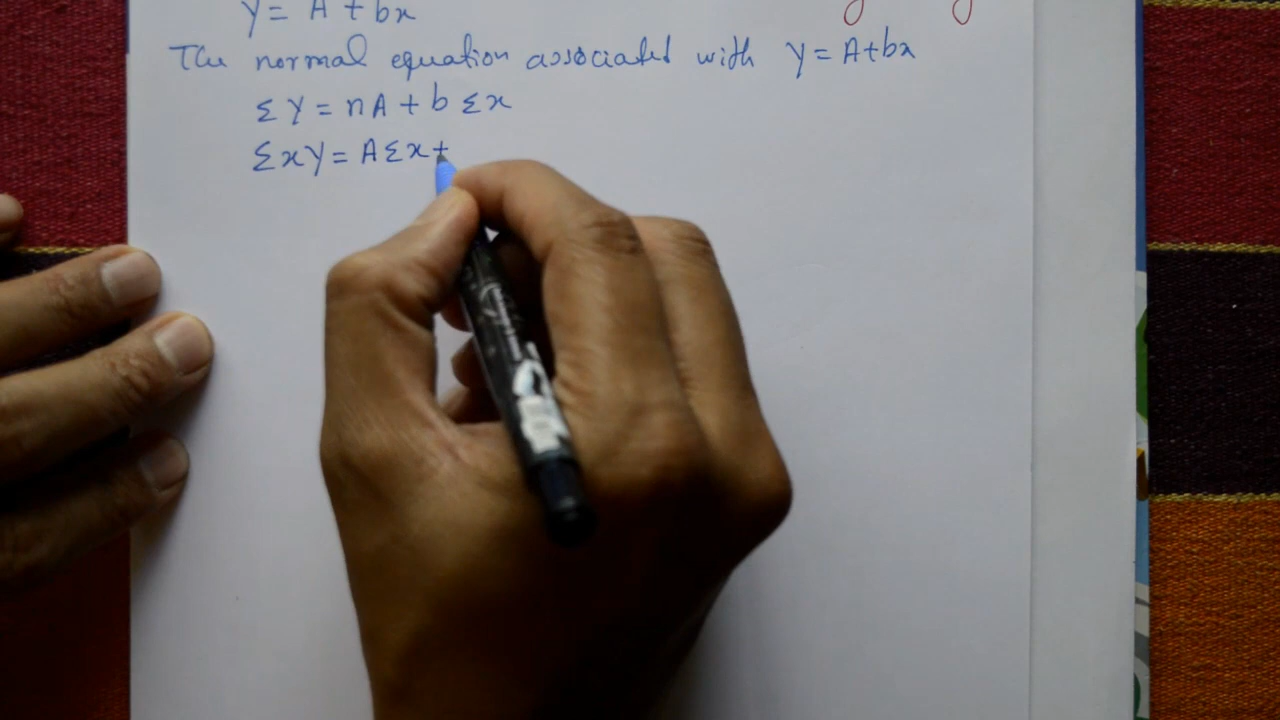 Y = A + bx
The normal equation associated with Y = A + bx
ΣY = nA + b Σx
ΣxY = AΣx +